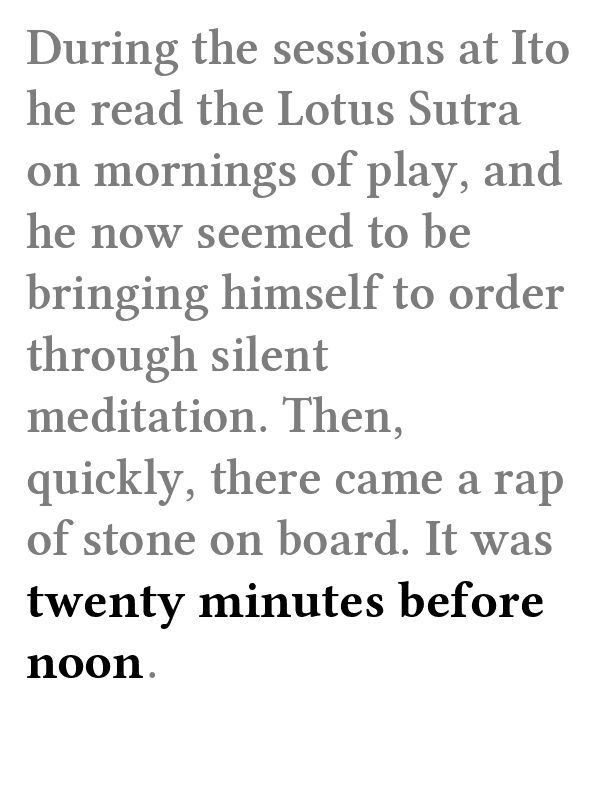 During the sessions at Ito
he read the Lotus Sutra
on mornings of play, and
he now seemed to be
bringing himself to order
through silent
meditation. Then,
quickly, there came a rap
of stone on board. It was
twenty minutes before
noon.